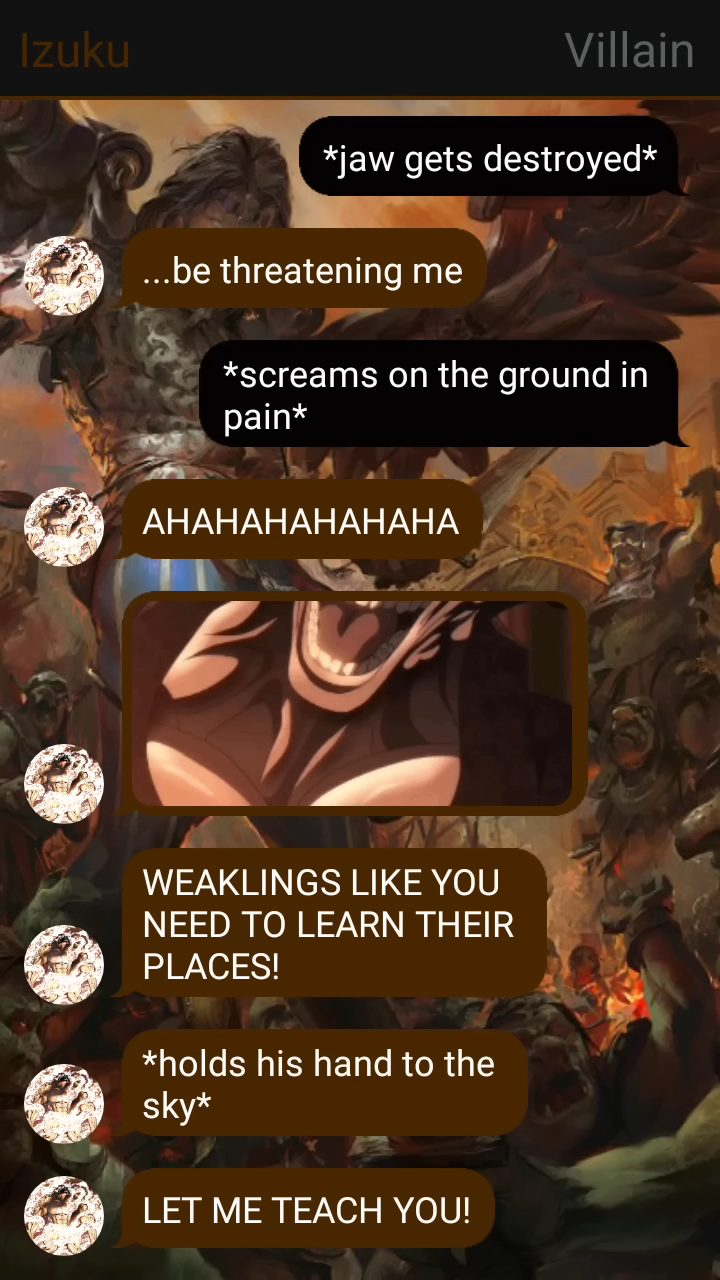 Izuku
Villain
*jaw gets destroyed*
...be threatening me
*screams on the ground in
pain*
AHAHAHAHAHAHA
WEAKLINGS LIKE YOU
NEED TO LEARN THEIR
PLACES!
*holds his hand to the
sky*
LET ME TEACH YOU!